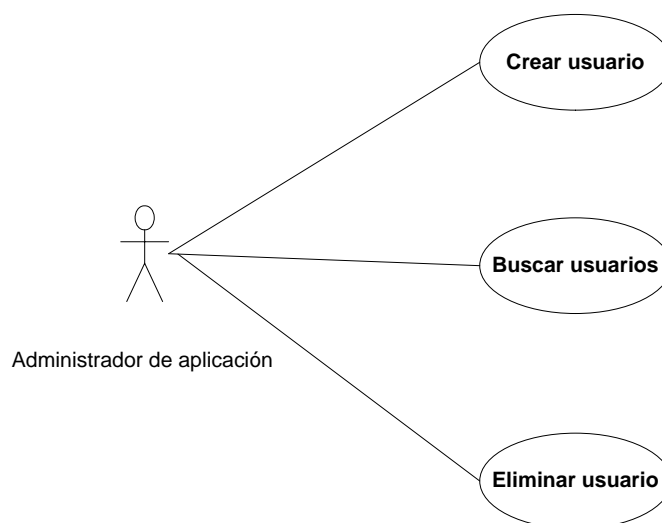 Crear usuario
Buscar usuarios
Administrador de aplicación
Eliminar usuario